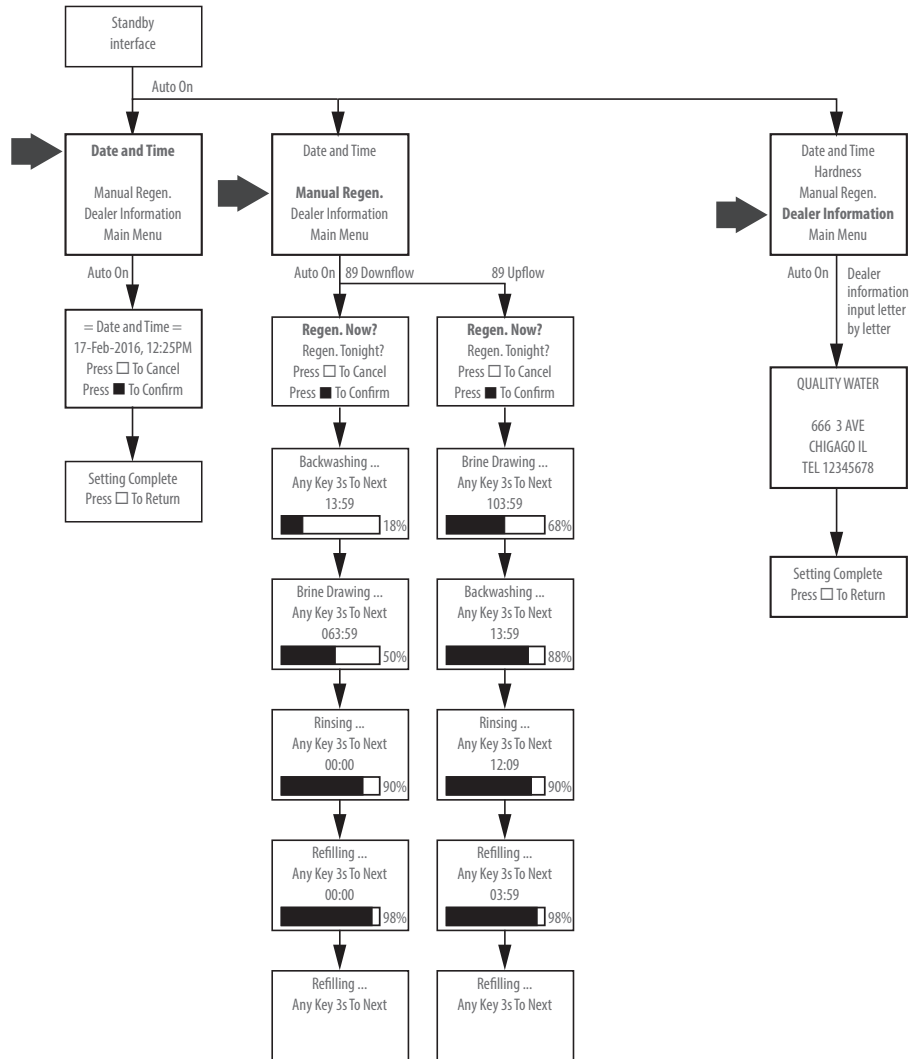 Standby
interface
Auto On
Date and Time
Manual Regen.
Dealer Information
Main Menu
Auto On
= Date and Time =
17-Feb-2016, 12:25PM
Press □ To Cancel
Press ■ To Confirm
Setting Complete
Press □ To Return
Date and Time
Manual Regen.
Dealer Information
Main Menu
Auto On
89 Downflow
89 Upflow
Regen. Now?
Regen. Tonight?
Press □ To Cancel
Press ■ To Confirm
Backwashing ...
Any Key 3s To Next
13:59
18%
Brine Drawing ...
Any Key 3s To Next
063:59
50%
Rinsing ...
Any Key 3s To Next
00:00
90%
Refilling ...
Any Key 3s To Next
00:00
98%
Refilling ...
Any Key 3s To Next
Regen. Now?
Regen. Tonight?
Press □ To Cancel
Press ■ To Confirm
Brine Drawing ...
Any Key 3s To Next
103:59
68%
Backwashing ...
Any Key 3s To Next
13:59
88%
Rinsing ...
Any Key 3s To Next
12:09
90%
Refilling ...
Any Key 3s To Next
03:59
98%
Refilling ...
Any Key 3s To Next
Date and Time
Hardness
Manual Regen.
Dealer Information
Main Menu
Auto On
Dealer
information
input letter
by letter
QUALITY WATER
666 3 AVE
CHIGAGO IL
TEL 12345678
Setting Complete
Press □ To Return